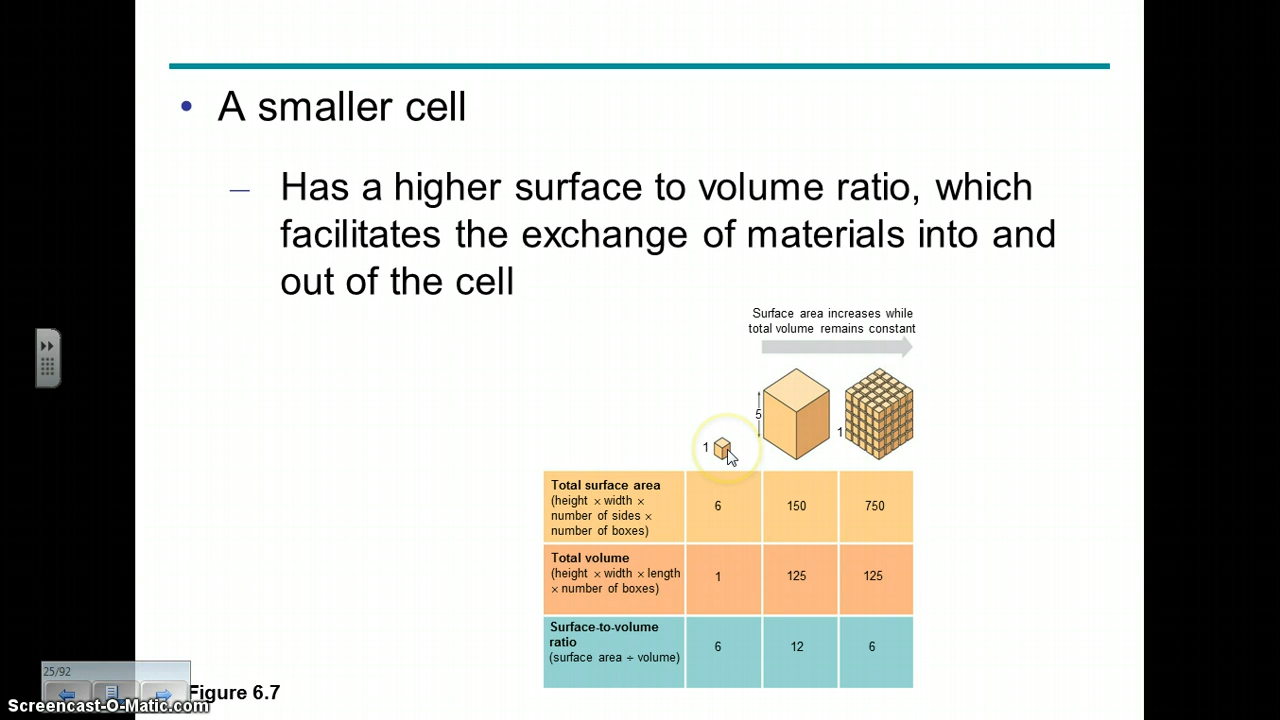 • A smaller cell
– Has a higher surface to volume ratio, which
facilitates the exchange of materials into and
out of the cell
Surface area increases while
total volume remains constant
5
1
1
Total surface area
(height × width ×
number of sides ×
number of boxes)
6
150
750
Total volume
(height × width × length
× number of boxes)
1
125
125
Surface-to-volume
ratio
(surface area ÷ volume)
6
12
6
25/92
Figure 6.7
Screencast-O-Matic.com